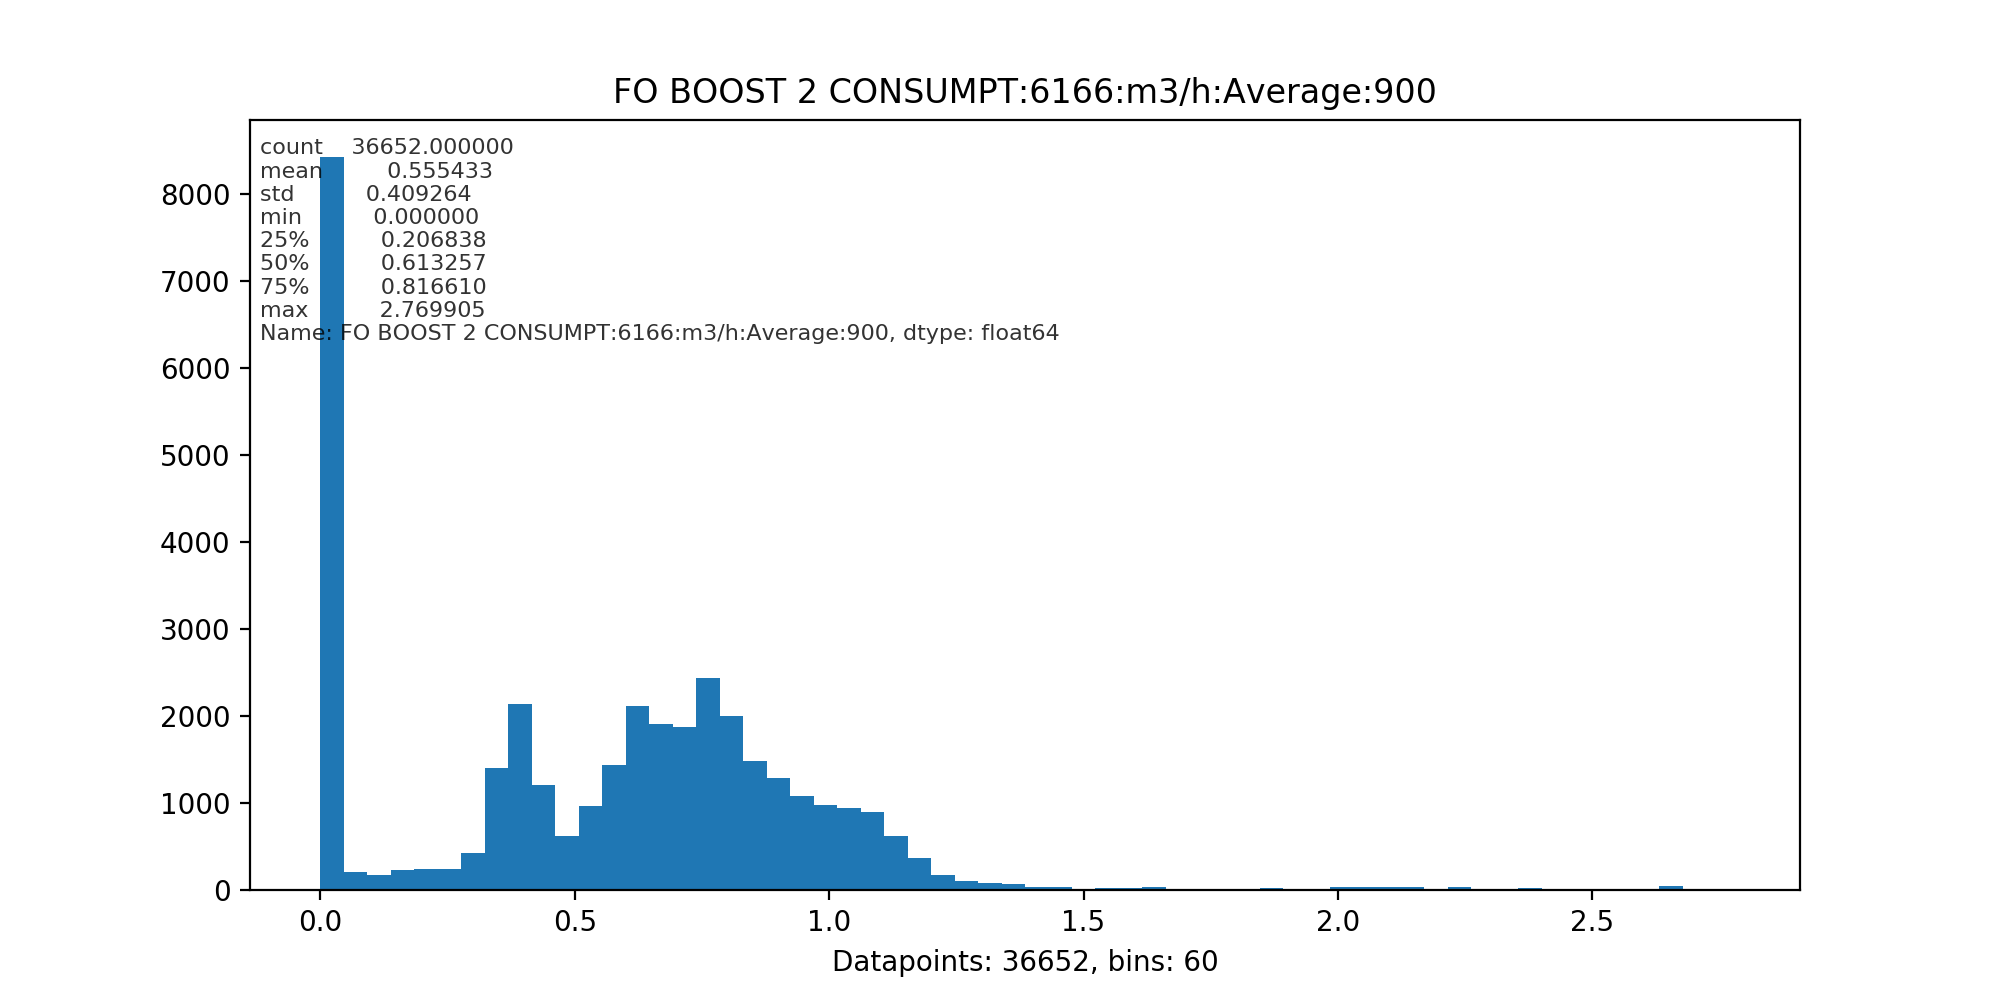 FO BOOST 2 CONSUMPT:6166:m3/h:Average:900
count 36652.000000
mean 0.555433
std 0.409264
min 0.000000
25% 0.206838
50% 0.613257
75% 0.816610
max 2.769905
Name: FO BOOST 2 CONSUMPT:6166:m3/h:Average:900, dtype: float64
8000
7000
6000
5000
4000
3000
2000
1000
0
0.0 0.5 1.0 1.5 2.0 2.5
Datapoints: 36652, bins: 60